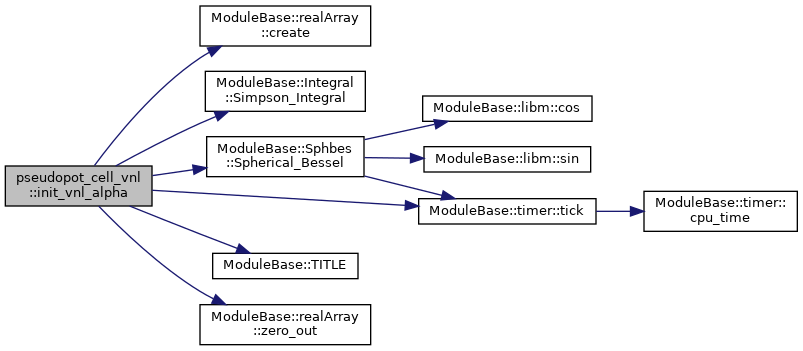 pseudopot_cell_vnl
::init_vnl_alpha
ModuleBase::realArray
::create
ModuleBase::Integral
::Simpson_Integral
ModuleBase::Sphbes
::Spherical_Bessel
ModuleBase::libm::cos
ModuleBase::libm::sin
ModuleBase::timer::tick
ModuleBase::timer::
cpu_time
ModuleBase::TITLE
ModuleBase::realArray
::zero_out